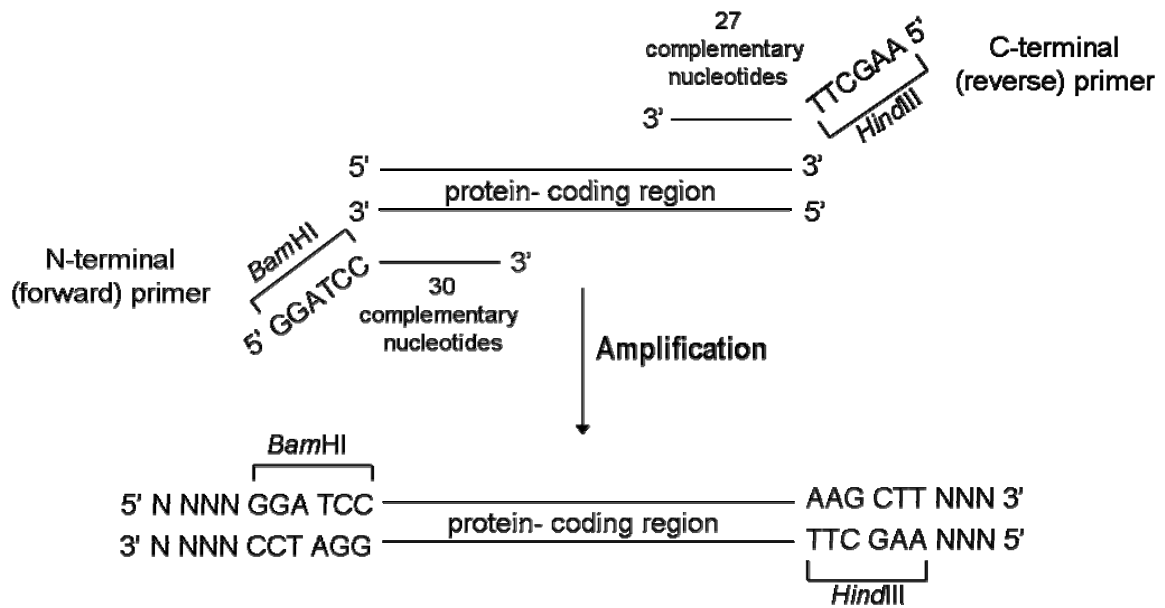 27
complementary
nucleotides
3'
TTCGAA 5'
HindIII
C-terminal
(reverse) primer
5'
3'
protein- coding region
3'
5'
N-terminal
(forward) primer
BamHI
5' GGATCC
3'
30
complementary
nucleotides
Amplification
BamHI
5' N NNN GGA TCC
AAG CTT NNN 3'
protein- coding region
3' N NNN CCT AGG
TTC GAA NNN 5'
HindIII